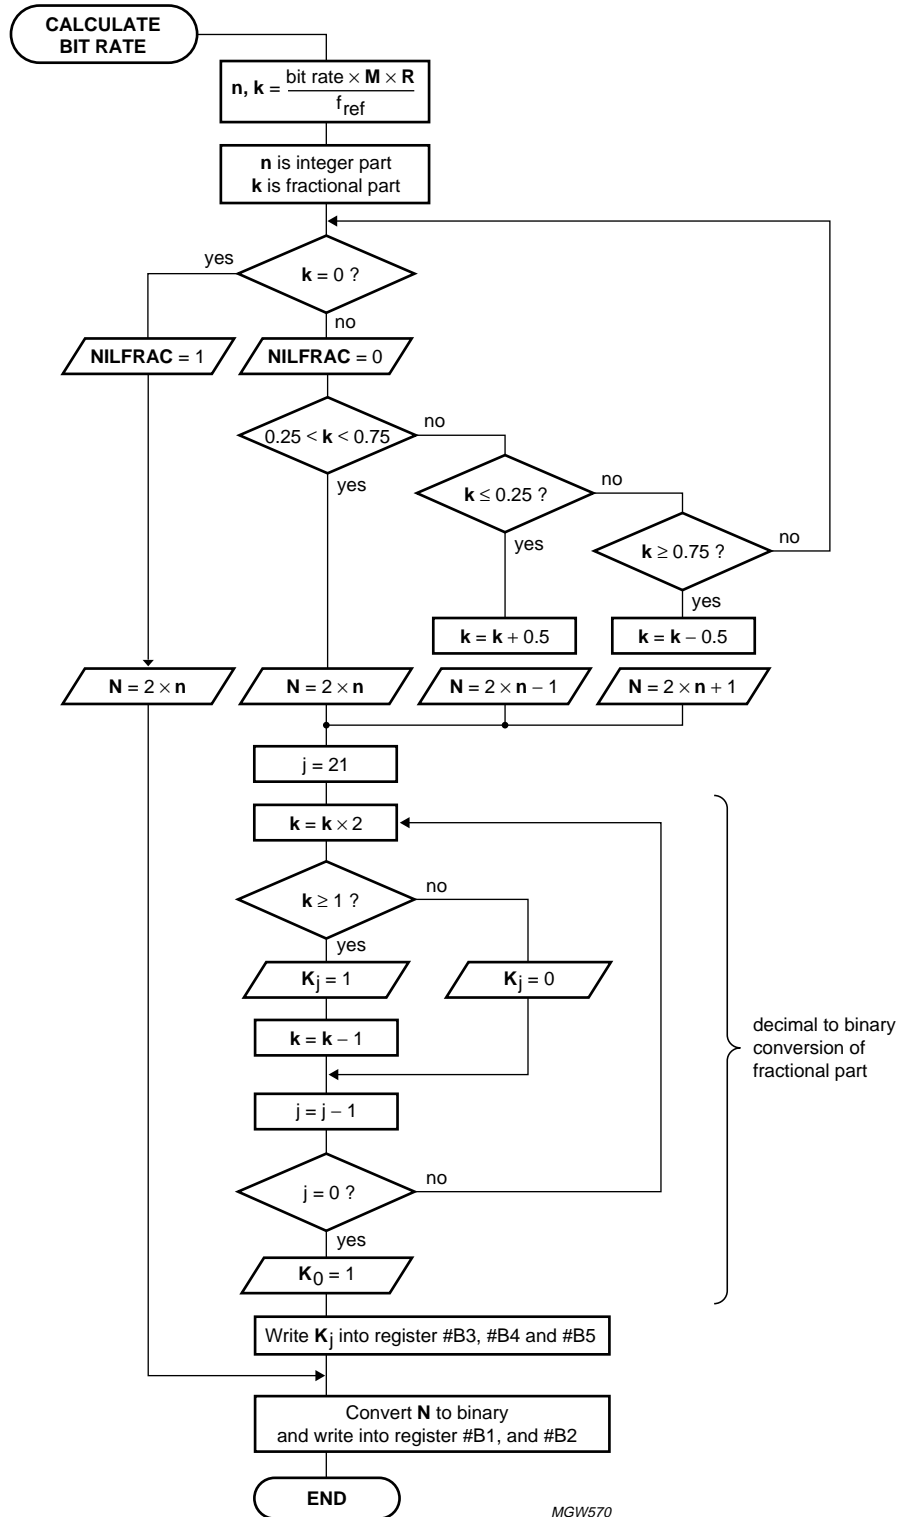 CALCULATE
BIT RATE
n, k = bit rate × M × R
f_ref
n is integer part
k is fractional part
yes
k = 0 ?
no
NILFRAC = 1
NILFRAC = 0
0.25 < k < 0.75
no
yes
k ≤ 0.25 ?
no
yes
k ≥ 0.75 ?
no
yes
k = k + 0.5
k = k − 0.5
N = 2 × n
N = 2 × n
N = 2 × n − 1
N = 2 × n + 1
j = 21
k = k × 2
k ≥ 1 ?
no
yes
K_j = 1
K_j = 0
k = k − 1
decimal to binary
conversion of
fractional part
j = j − 1
j = 0 ?
no
yes
K_0 = 1
Write K_j into register #B3, #B4 and #B5
Convert N to binary
and write into register #B1, and #B2
END
MGW570